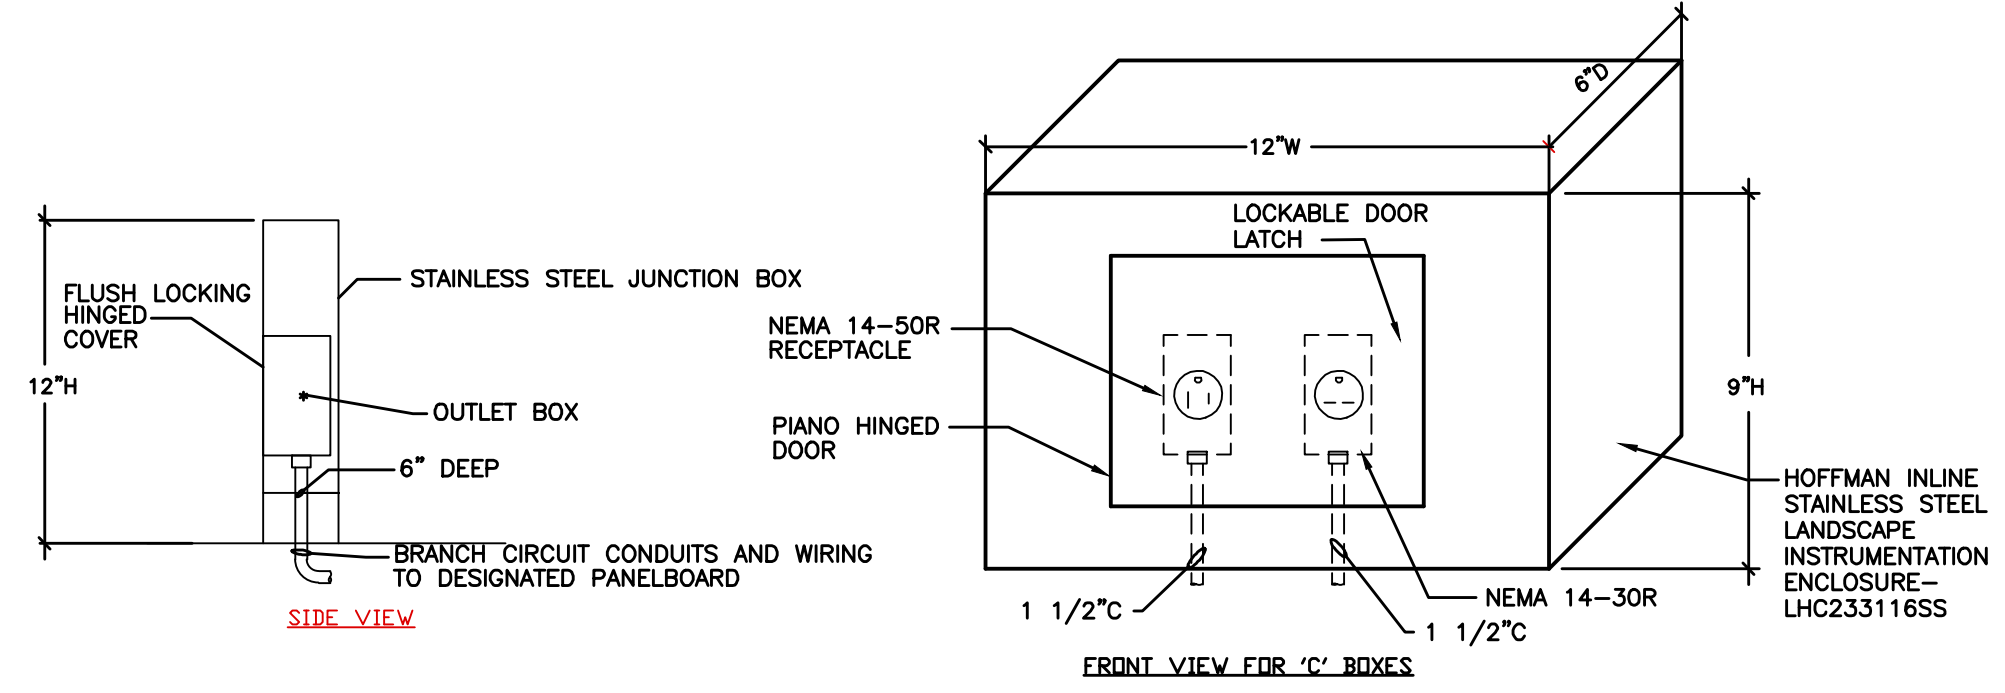 FLUSH LOCKING
HINGED
COVER
12"H
STAINLESS STEEL JUNCTION BOX
OUTLET BOX
6" DEEP
BRANCH CIRCUIT CONDUITS AND WIRING
TO DESIGNATED PANELBOARD
SIDE VIEW
6"D
12"W
LOCKABLE DOOR
LATCH
NEMA 14-50R
RECEPTACLE
PIANO HINGED
DOOR
9"H
HOFFMAN INLINE
STAINLESS STEEL
LANDSCAPE
INSTRUMENTATION
ENCLOSURE-
LHC233116SS
1 1/2"C
NEMA 14-30R
1 1/2"C
FRONT VIEW FOR 'C' BOXES